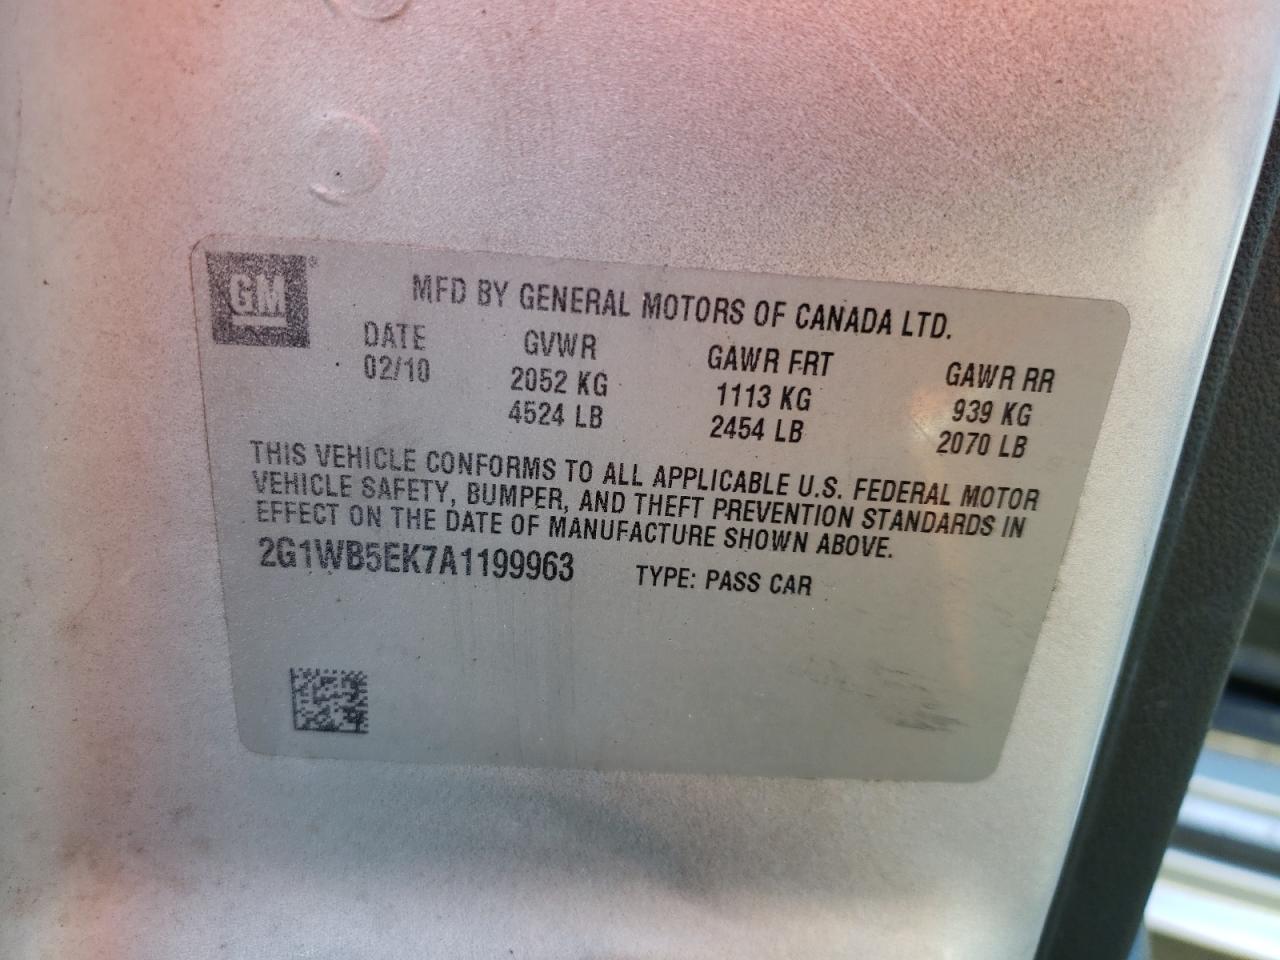 GM
MFD BY GENERAL MOTORS OF CANADA LTD.
DATE GVWR GAWR FRT GAWR RR
02/10 2052 KG 1113 KG 939 KG
4524 LB 2454 LB 2070 LB
THIS VEHICLE CONFORMS TO ALL APPLICABLE U.S. FEDERAL MOTOR
VEHICLE SAFETY, BUMPER, AND THEFT PREVENTION STANDARDS IN
EFFECT ON THE DATE OF MANUFACTURE SHOWN ABOVE.
2G1WB5EK7A1199963 TYPE: PASS CAR